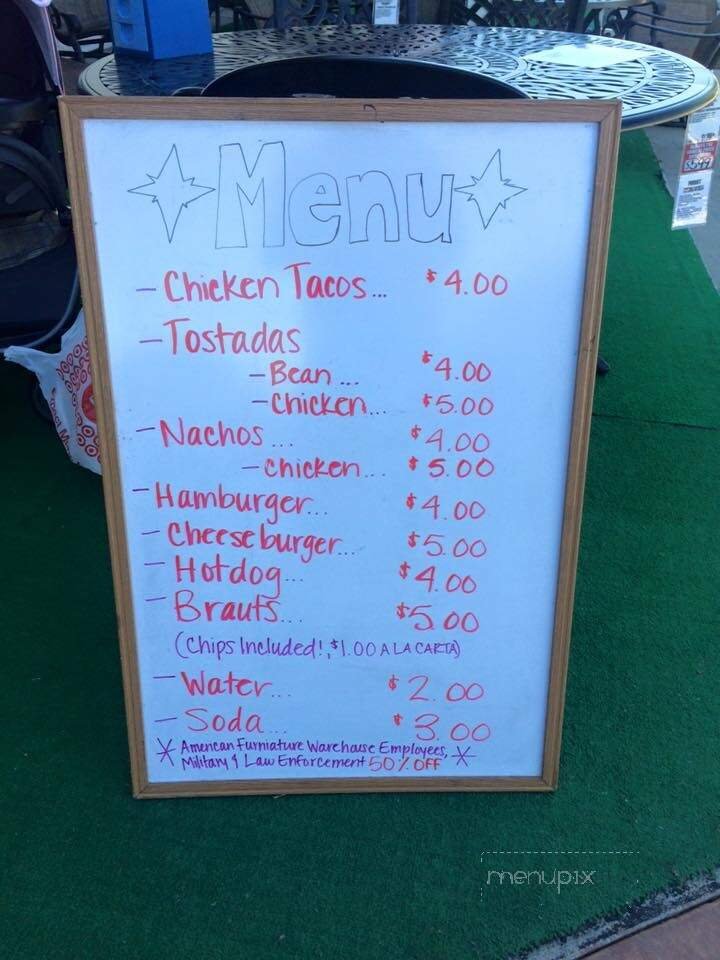 Menu
- Chicken Tacos... $4.00
- Tostadas
- Bean ... $4.00
- Chicken... $5.00
- Nachos ... $4.00
- chicken... $5.00
- Hamburger... $4.00
- Cheeseburger... $5.00
- Hotdog... $4.00
- Brauts... $5.00
(Chips Included! $1.00 A LA CARTA)
- Water... $2.00
- Soda... $3.00
* American Furniature Warehouse Employees, *
Military & Law Enforcement 50% OFF
menupix